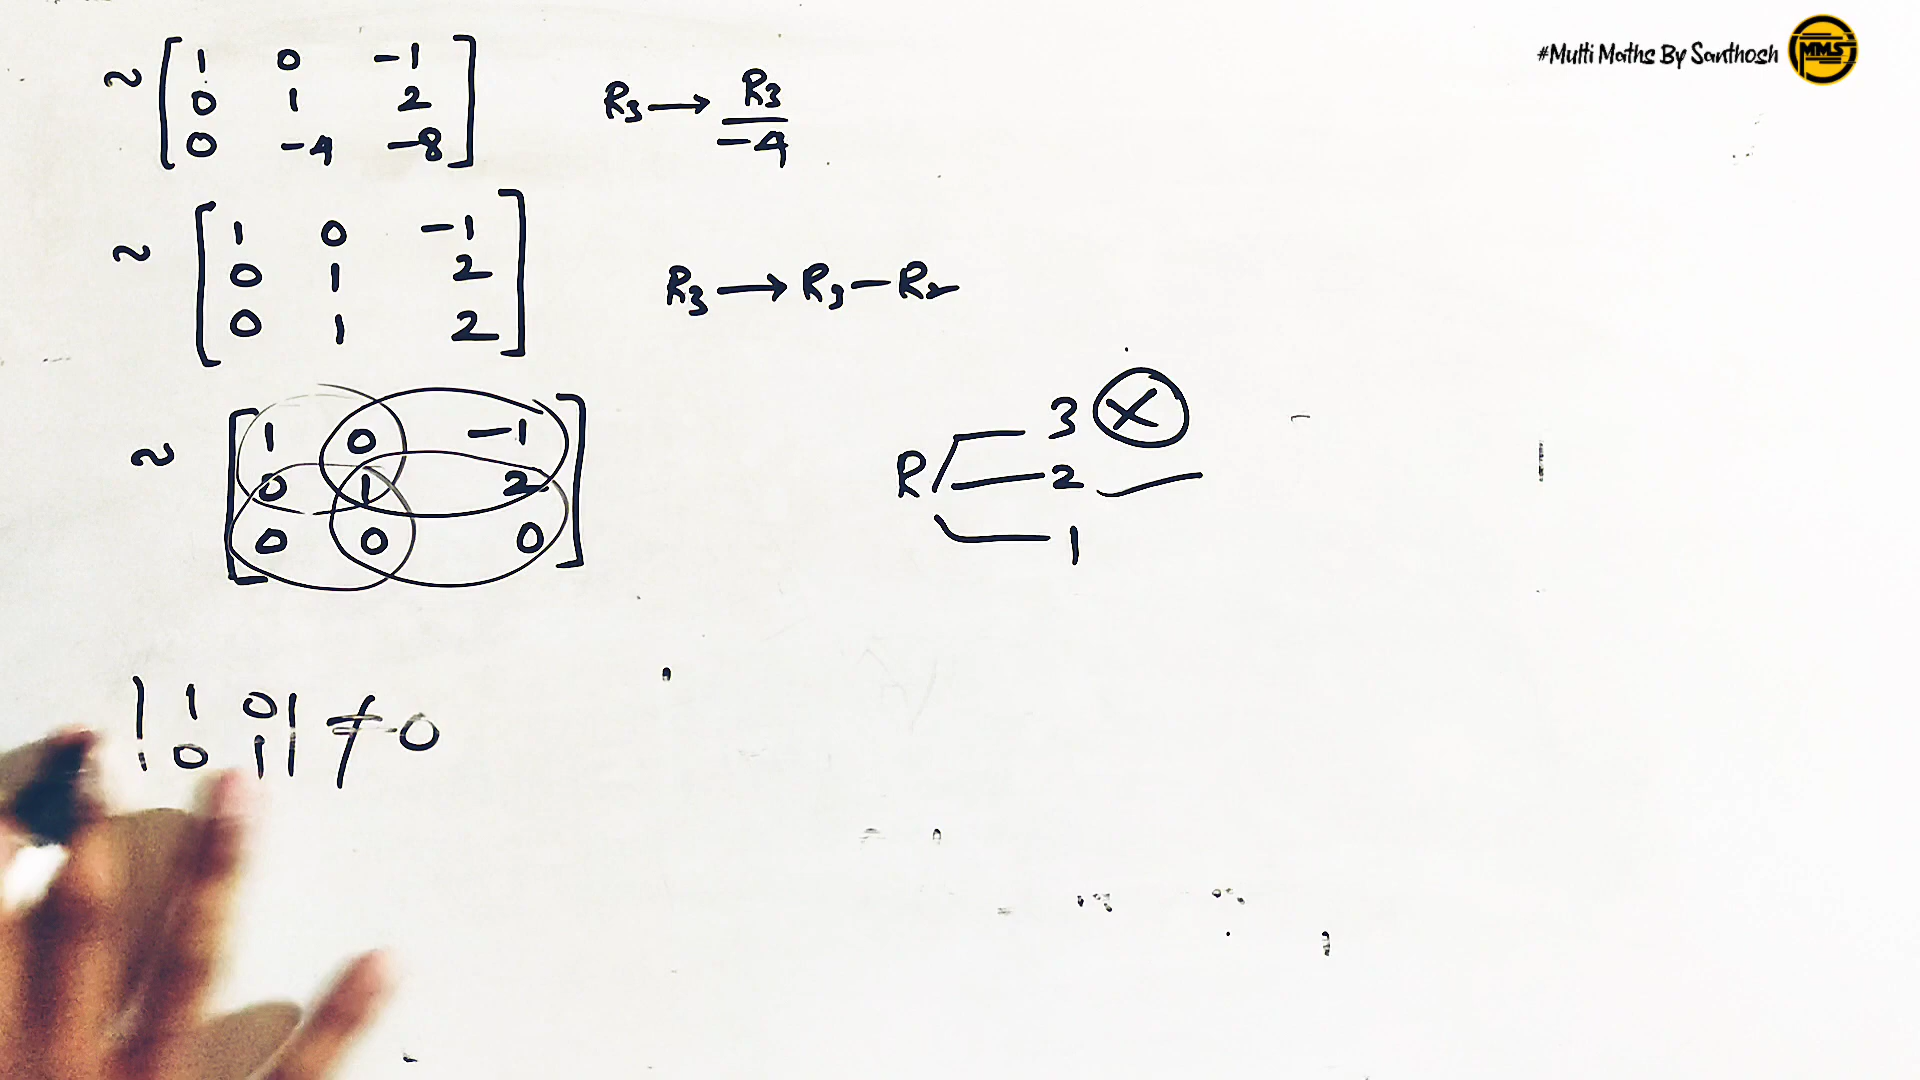 #Multi Maths By Santhosh MMS
~ [ 1 0 -1
0 1 2
0 -4 -8 ] R₃ → R₃/-4
~ [ 1 0 -1
0 1 2
0 1 2 ] R₃ → R₃ - R₂
~ [ 1 0 -1
0 1 2
0 0 0 ]
R 3 X
2
1
| 1 0 |
| 0 1 | ≠ 0